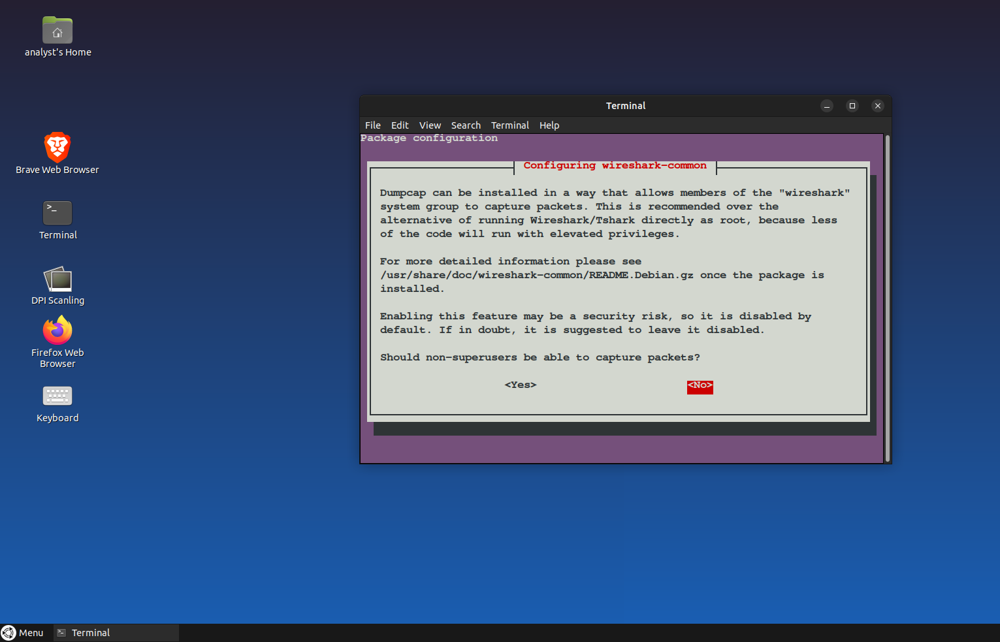 analyst's Home
Brave Web Browser
>_
Terminal
DPI Scanling
Firefox Web
Browser
Keyboard
Terminal
File Edit View Search Terminal Help
Package configuration
Configuring wireshark-common
Dumpcap can be installed in a way that allows members of the "wireshark"
system group to capture packets. This is recommended over the
alternative of running Wireshark/Tshark directly as root, because less
of the code will run with elevated privileges.
For more detailed information please see
/usr/share/doc/wireshark-common/README.Debian.gz once the package is
installed.
Enabling this feature may be a security risk, so it is disabled by
default. If in doubt, it is suggested to leave it disabled.
Should non-superusers be able to capture packets?
<Yes> <No>
Menu >_ Terminal